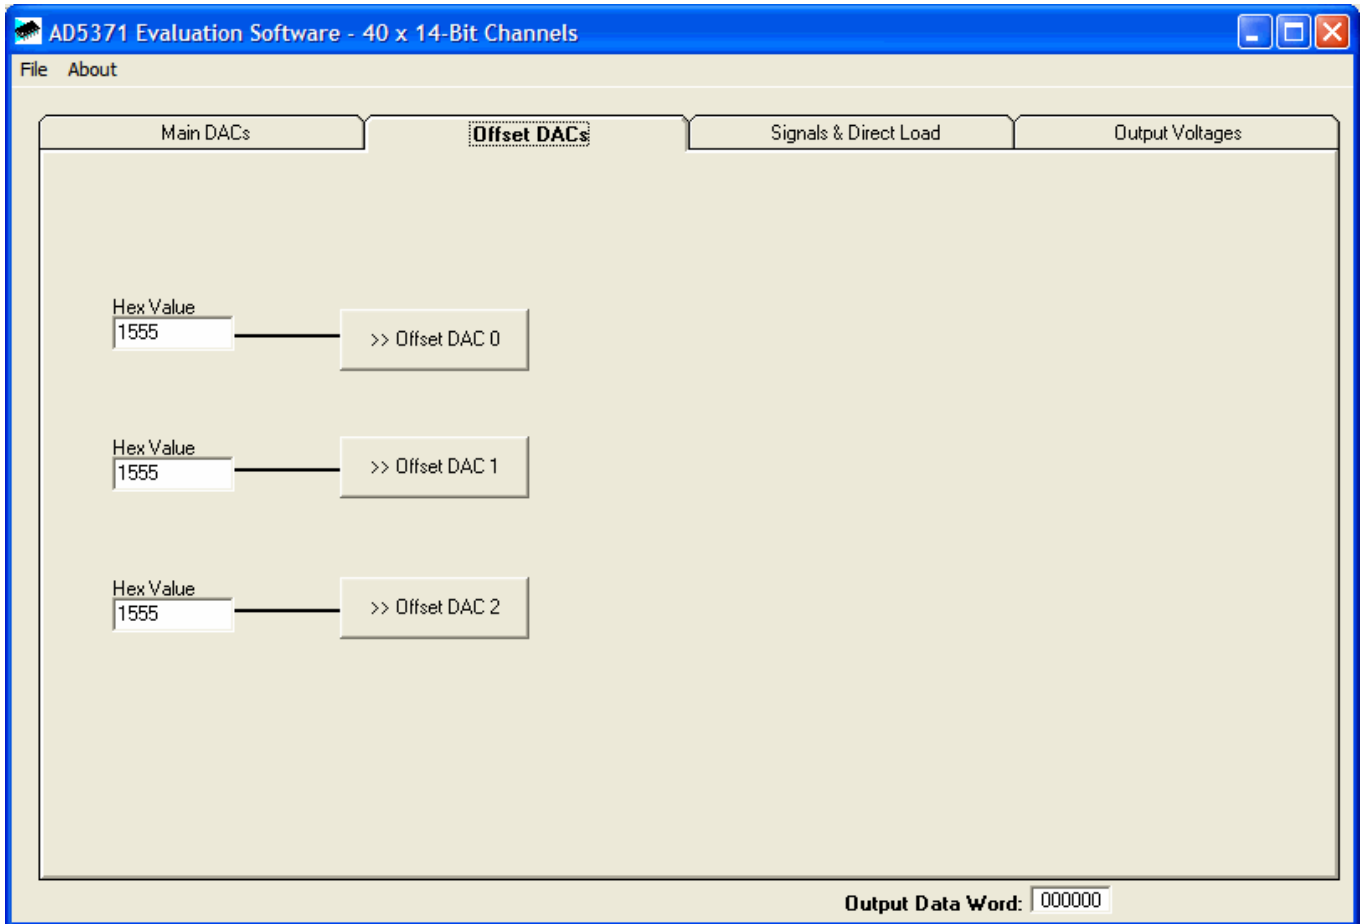 AD5371 Evaluation Software - 40 x 14-Bit Channels
File About
Main DACs Offset DACs Signals & Direct Load Output Voltages
Hex Value
1555 >> Offset DAC 0
Hex Value
1555 >> Offset DAC 1
Hex Value
1555 >> Offset DAC 2
Output Data Word: 000000